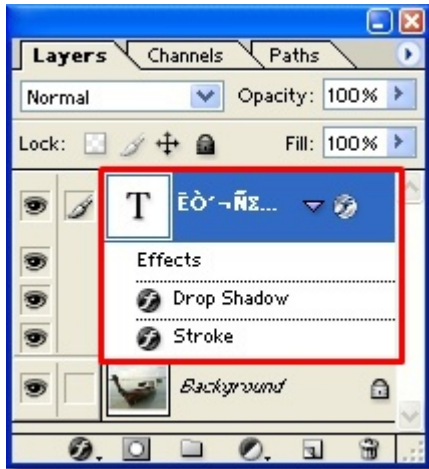 Layers Channels Paths
Normal Opacity: 100%
Lock: Fill: 100%
T
Effects
Drop Shadow
Stroke
Background